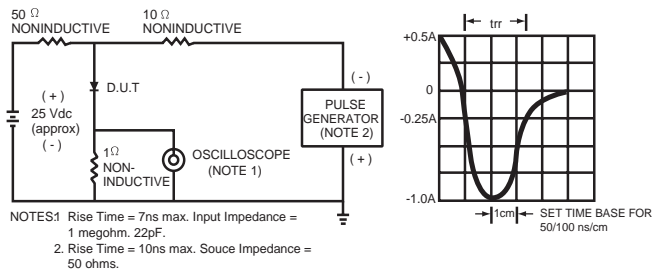 50 Ω
NONINDUCTIVE
10 Ω
NONINDUCTIVE
trr
+0.5A
(-)
D.U.T
(+)
25 Vdc
(approx)
(-)
PULSE
GENERATOR
(NOTE 2)
0
-0.25A
1Ω
NON-
INDUCTIVE
OSCILLOSCOPE
(NOTE 1)
(+)
-1.0A
1cm
SET TIME BASE FOR
50/100 ns/cm
NOTES:1 Rise Time = 7ns max. Input Impedance =
1 megohm. 22pF.
2. Rise Time = 10ns max. Souce Impedance =
50 ohms.